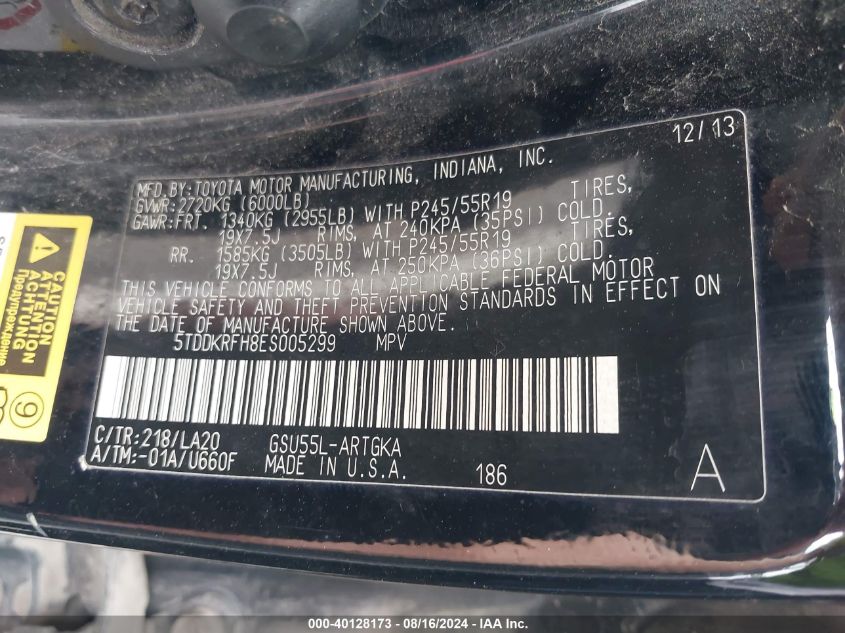 12/13
MFD.BY:TOYOTA MOTOR MANUFACTURING, INDIANA, INC.
GVWR:2720KG (6000LB)
GAWR:FRT. 1340KG (2955LB) WITH P245/55R19 TIRES,
19X7.5J RIMS, AT 240KPA (35PSI) COLD.
RR. 1585KG (3505LB) WITH P245/55R19 TIRES,
19X7.5J RIMS, AT 250KPA (36PSI) COLD.
THIS VEHICLE CONFORMS TO ALL APPLICABLE FEDERAL MOTOR
VEHICLE SAFETY AND THEFT PREVENTION STANDARDS IN EFFECT ON
THE DATE OF MANUFACTURE SHOWN ABOVE.
5TDDKRFH8ES005299 MPV
C/TR:218/LA20 GSU55L-ARTGKA
A/TM:-01A/U660F MADE IN U.S.A. 186 A
CAUTION
ATTENTION
ACHTUNG
Предупреждение
9
000-40128173 - 08/16/2024 - IAA Inc.